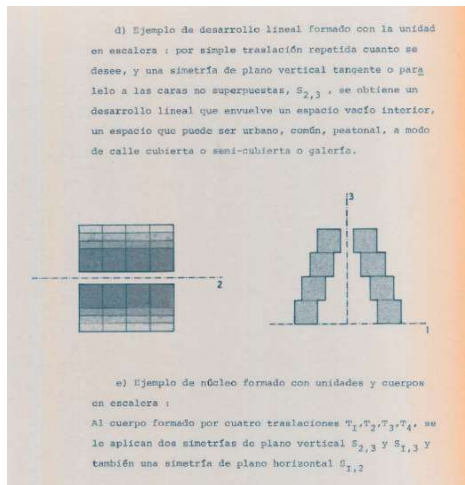 d) Ejemplo de desarrollo lineal formado con la unidad
en escalera : por simple traslación repetida cuanto se
desee, y una simetría de plano vertical tangente o para
lelo a las caras no superpuestas, S2,3 , se obtiene un
desarrollo lineal que envuelve un espacio vacío interior,
un espacio que puede ser urbano, común, peatonal, a modo
de calle cubierta o semi-cubierta o galería.
3
2
1
e) Ejemplo de núcleo formado con unidades y cuerpos
en escalera :
Al cuerpo formado por cuatro traslaciones TI,T2,T3,T4, se
le aplican dos simetrías de plano vertical S2,3 y SI,3 y
también una simetría de plano horizontal SI,2